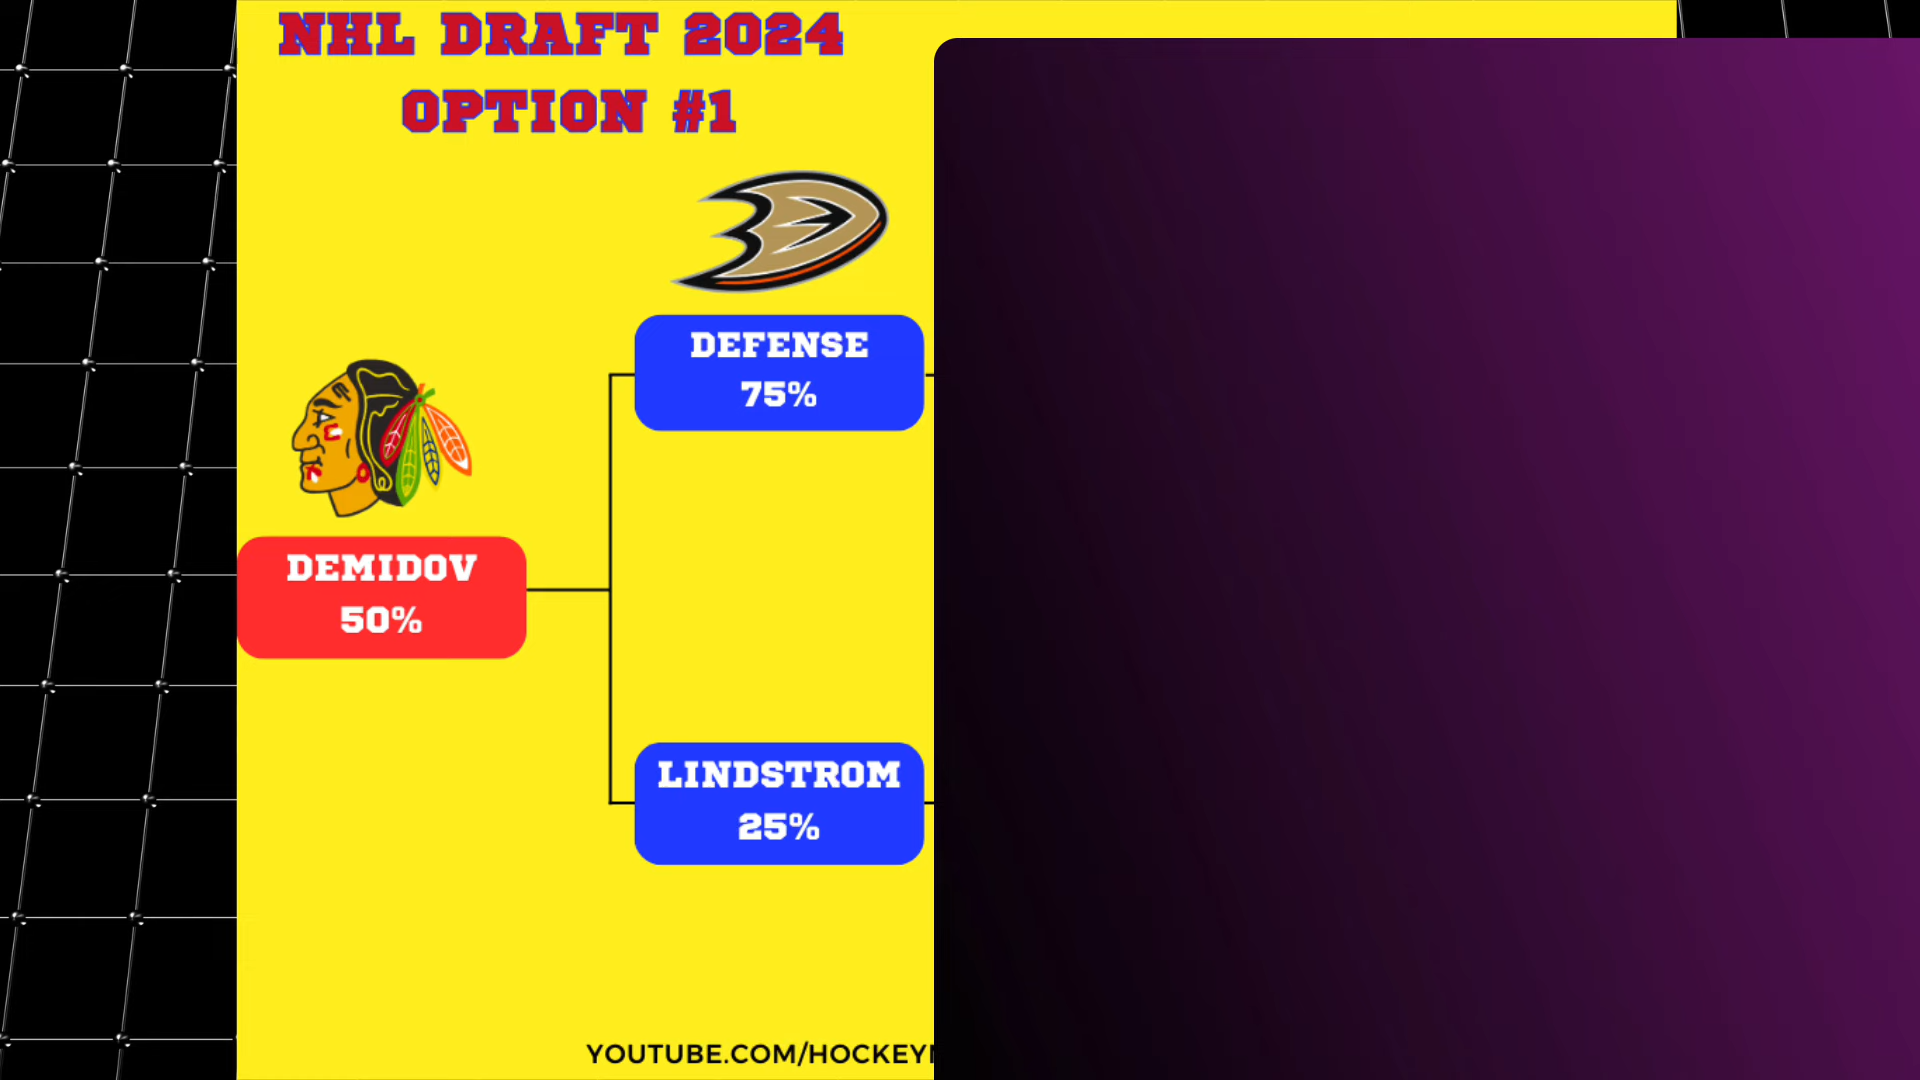 NHL DRAFT 2024
OPTION #1
DEFENSE
75%
DEMIDOV
50%
LINDSTROM
25%
YOUTUBE.COM/HOCKEY